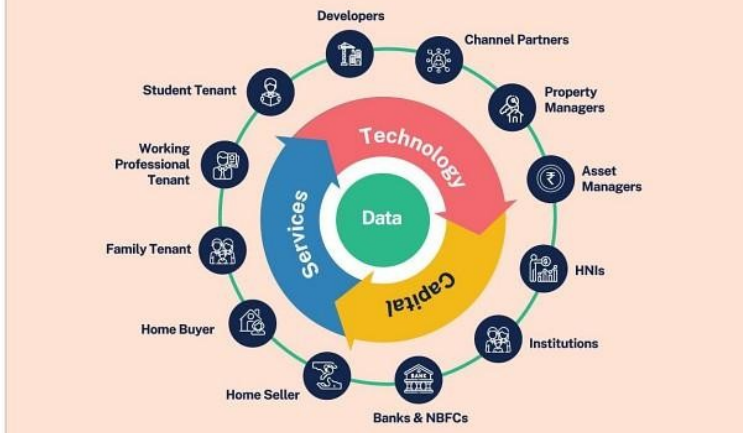 Developers
Channel Partners
Property
Managers
Asset
Managers
HNIs
Institutions
Banks & NBFCs
Home Seller
Home Buyer
Family Tenant
Working
Professional
Tenant
Student Tenant
Technology
Capital
Services
Data
₹
BANK